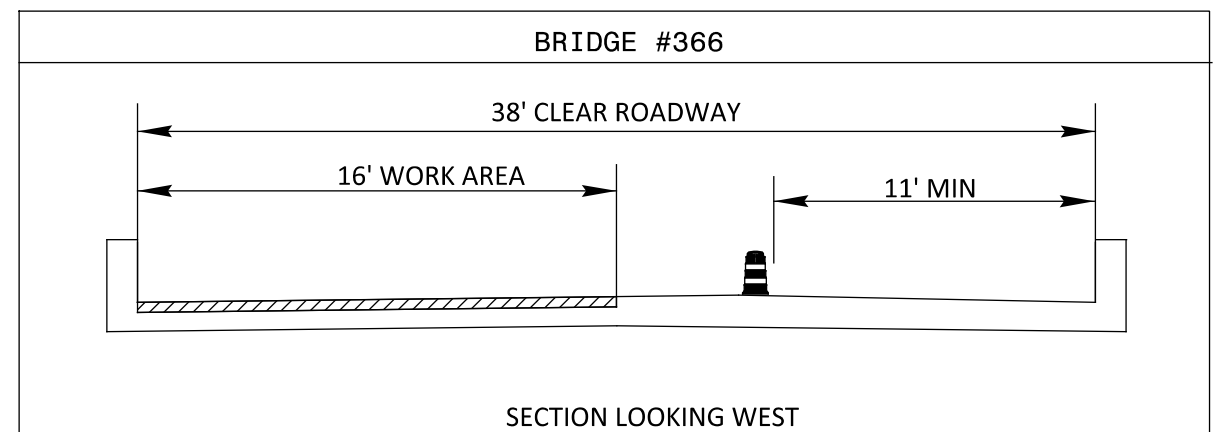 BRIDGE #366
38' CLEAR ROADWAY
16' WORK AREA
11' MIN
SECTION LOOKING WEST